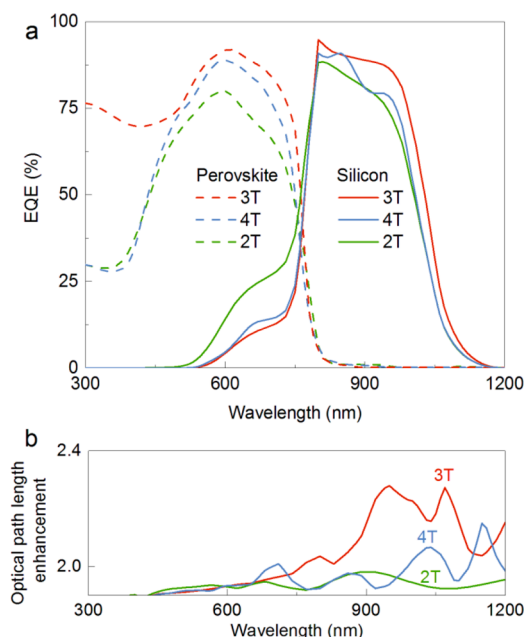 a
100
75
50
25
0
EQE (%)
Perovskite Silicon
3T 3T
4T 4T
2T 2T
300 600 900 1200
Wavelength (nm)
b
2.4
2.0
Optical path length
enhancement
3T
4T
2T
300 600 900 1200
Wavelength (nm)